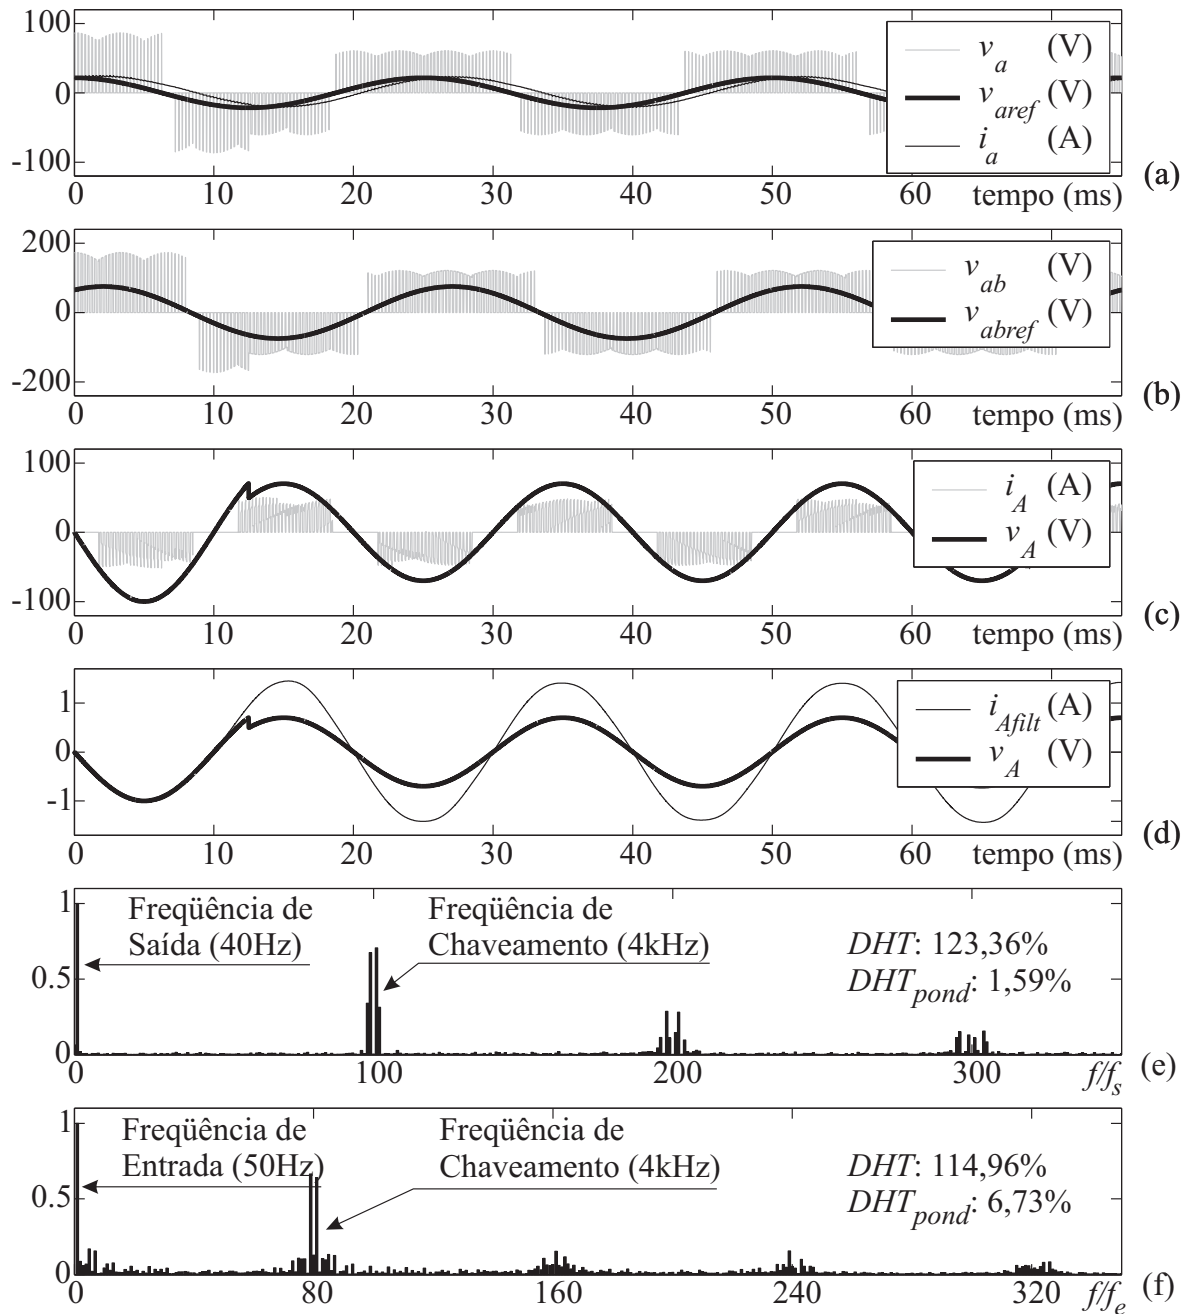 100
0
-100
v_a (V)
v_aref (V)
i_a (A)
0 10 20 30 40 50 60 tempo (ms)
(a)
200
0
-200
v_ab (V)
v_abref (V)
0 10 20 30 40 50 60 tempo (ms)
(b)
100
0
-100
i_A (A)
v_A (V)
0 10 20 30 40 50 60 tempo (ms)
(c)
1
0
-1
i_Afilt (A)
v_A (V)
0 10 20 30 40 50 60 tempo (ms)
(d)
1
0.5
0
Freqüência de
Saída (40Hz)
Freqüência de
Chaveamento (4kHz)
DHT: 123,36%
DHT_pond: 1,59%
0 100 200 300 f/f_s
(e)
1
0.5
0
Freqüência de
Entrada (50Hz)
Freqüência de
Chaveamento (4kHz)
DHT: 114,96%
DHT_pond: 6,73%
0 80 160 240 320 f/f_e
(f)